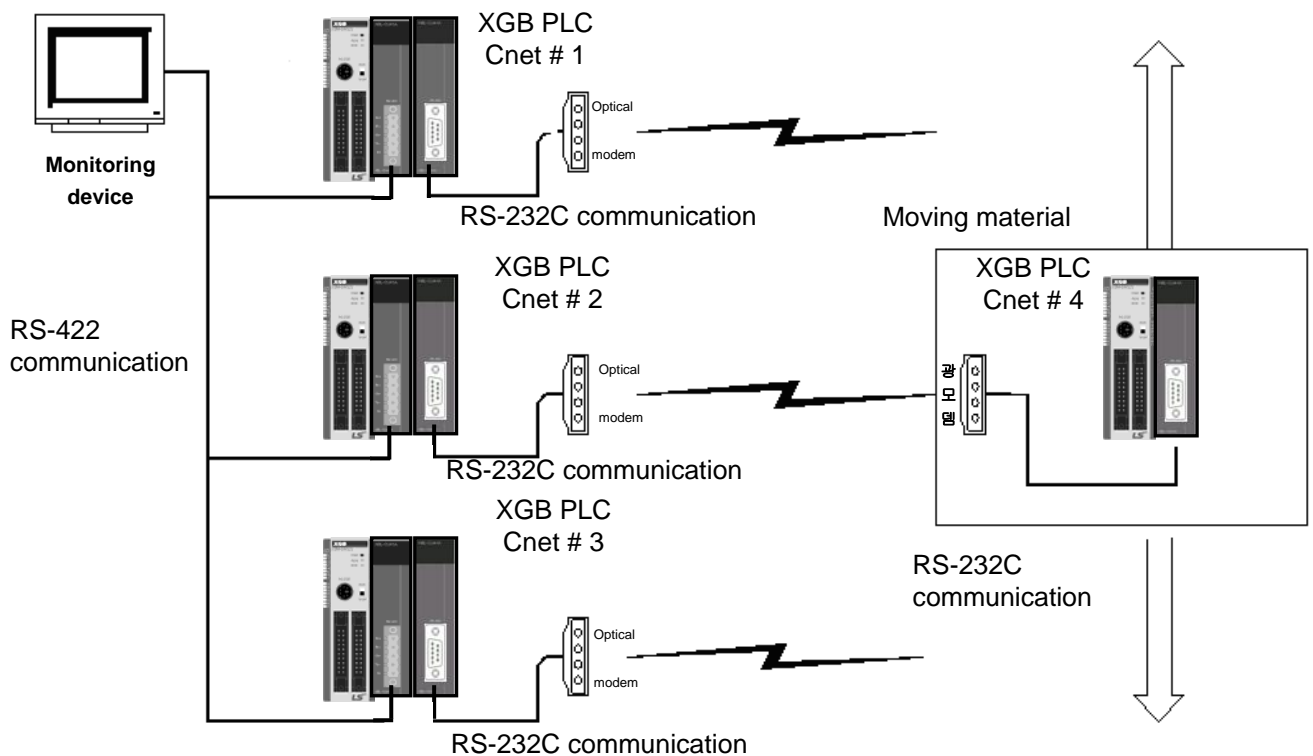 XGB PLC
Cnet # 1
Optical
modem
Monitoring
device
RS-232C communication
Moving material
XGB PLC
Cnet # 2
XGB PLC
Cnet # 4
RS-422
communication
Optical
modem
광
모
뎀
RS-232C communication
XGB PLC
Cnet # 3
RS-232C
communication
Optical
modem
RS-232C communication